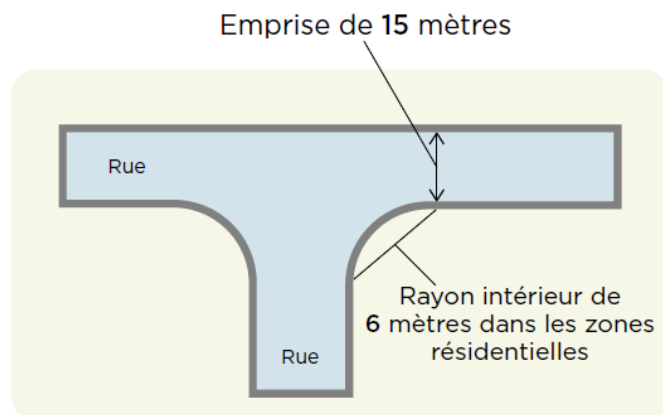 Emprise de 15 mètres
Rue
Rayon intérieur de
6 mètres dans les zones
résidentielles
Rue